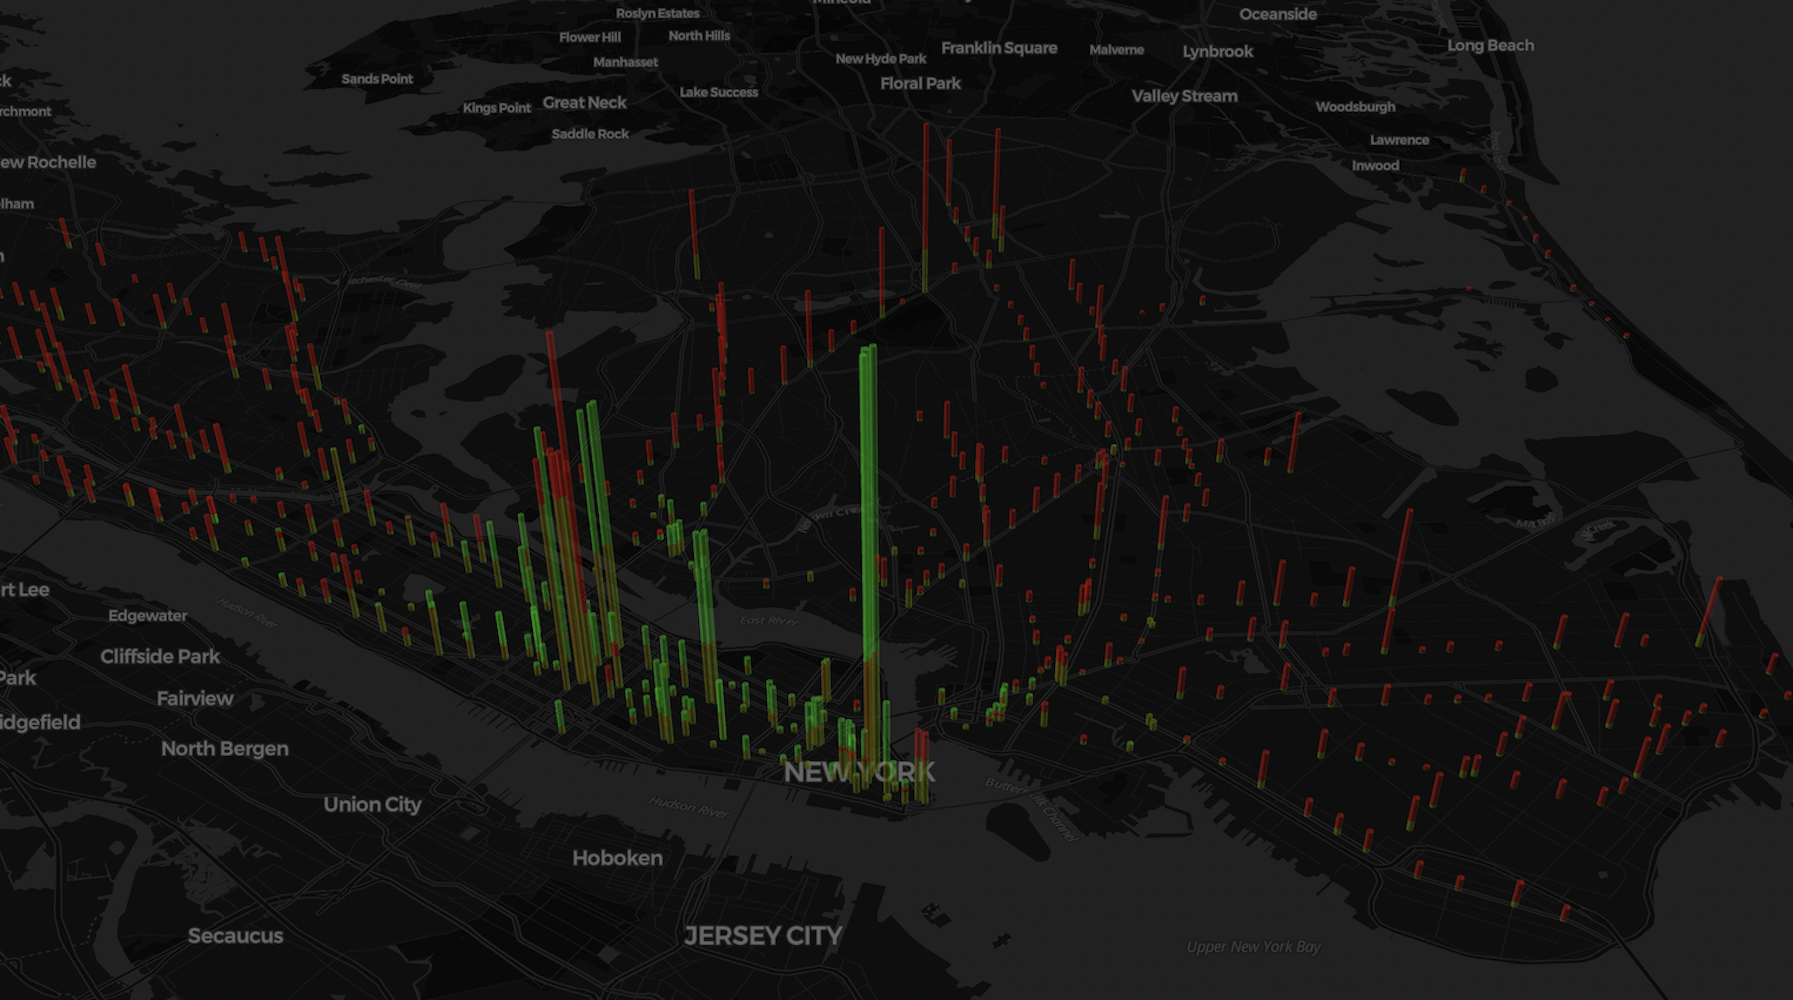 Mineola
Roslyn Estates
Oceanside
Flower Hill
North Hills
Long Beach
Franklin Square
Malverne
Lynbrook
New Hyde Park
Manhasset
Sands Point
Floral Park
Lake Success
Valley Stream
Kings Point
Great Neck
Woodsburgh
rchmont
Saddle Rock
Lawrence
ew Rochelle
Inwood
lham
Hudson River
rt Lee
Edgewater
East River
Cliffside Park
Park
Fairview
idgefield
North Bergen
NEW YORK
Union City
Hudson River
Hoboken
Secaucus
JERSEY CITY
Upper New York Bay